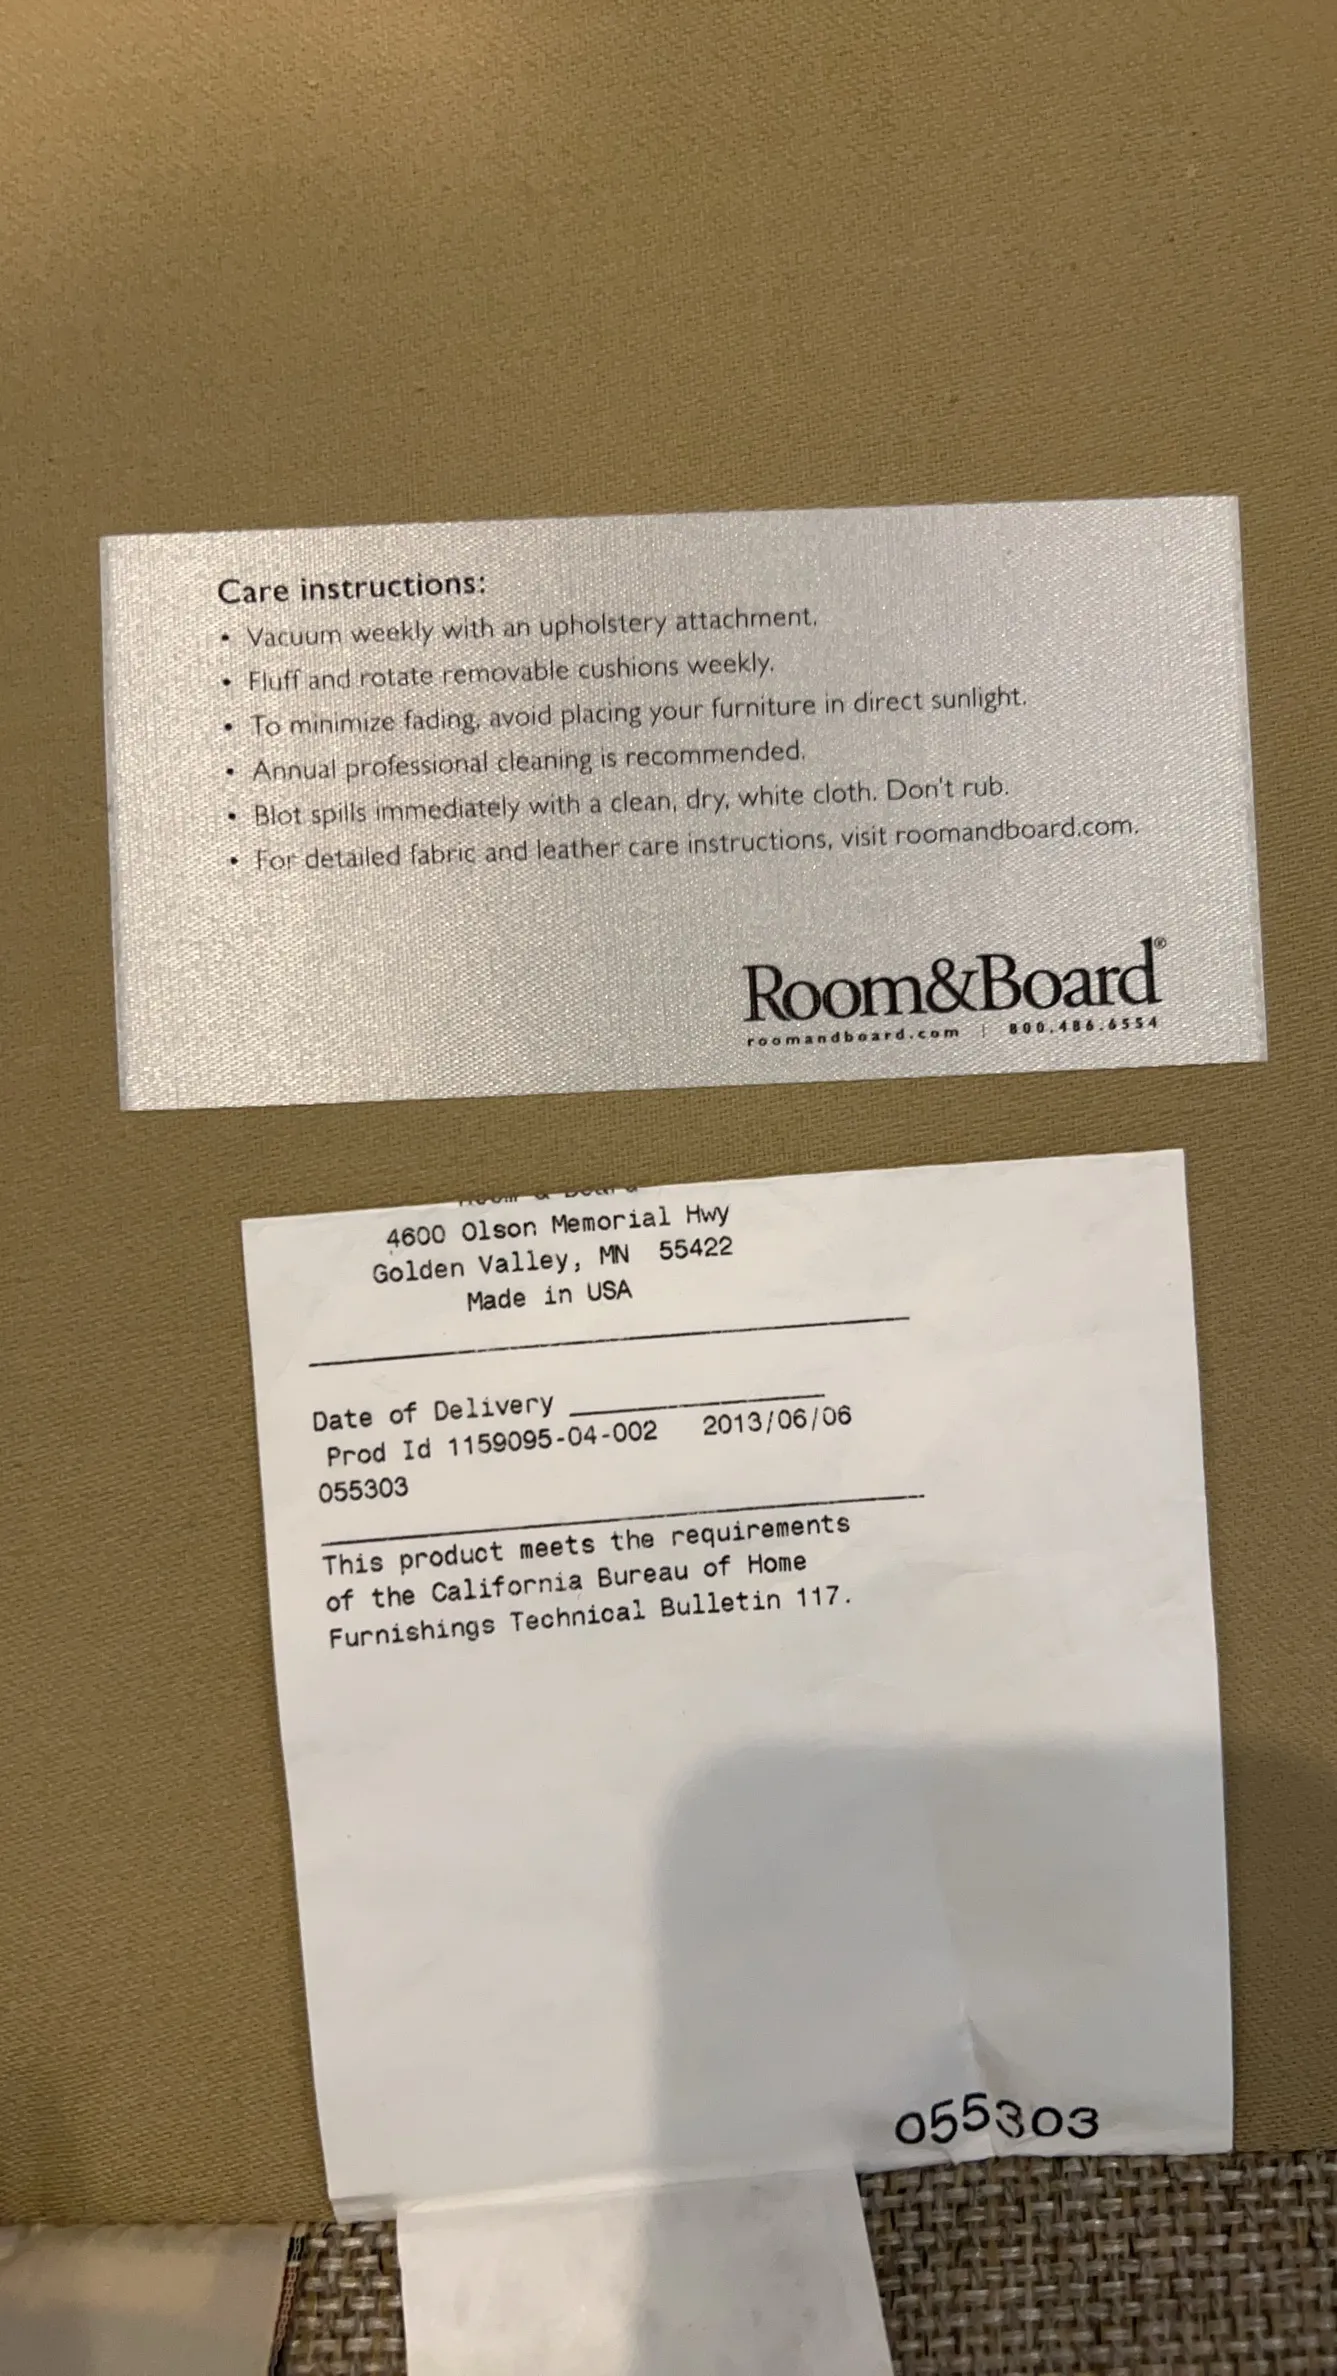 Care instructions:
• Vacuum weekly with an upholstery attachment.
• Fluff and rotate removable cushions weekly.
• To minimize fading, avoid placing your furniture in direct sunlight.
• Annual professional cleaning is recommended.
• Blot spills immediately with a clean, dry, white cloth. Don't rub.
• For detailed fabric and leather care instructions, visit roomandboard.com.
Room&Board®
roomandboard.com | 800.486.6554
Room & Board
4600 Olson Memorial Hwy
Golden Valley, MN 55422
Made in USA
Date of Delivery
Prod Id 1159095-04-002 2013/06/06
055303
This product meets the requirements
of the California Bureau of Home
Furnishings Technical Bulletin 117.
055303